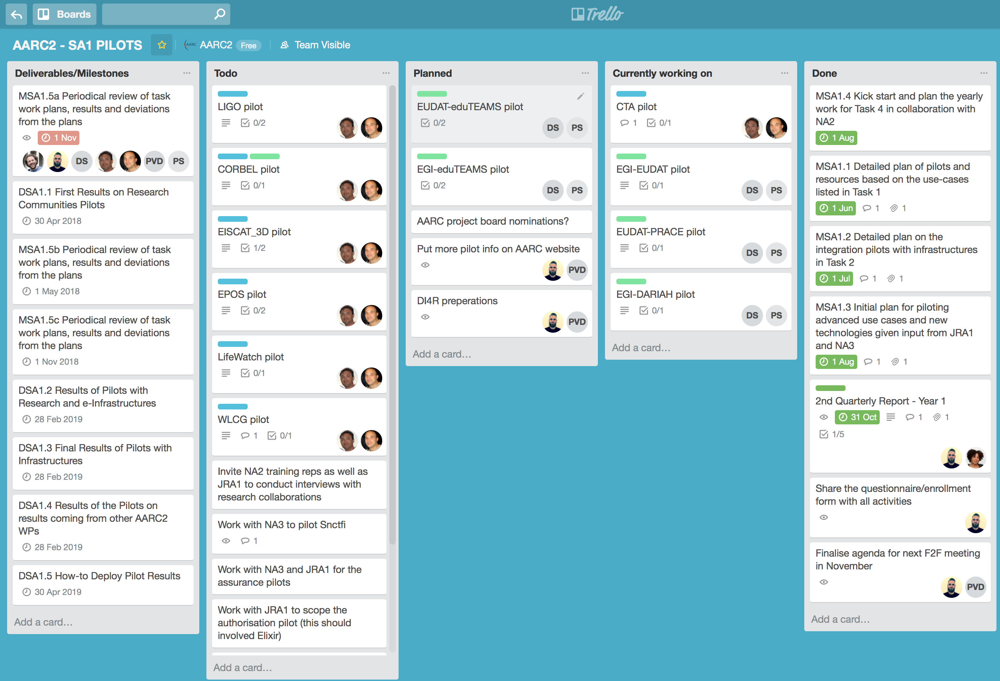 Boards
Trello
AARC2 - SA1 PILOTS
AARC
AARC2
Free
Team Visible
Deliverables/Milestones
MSA1.5a Periodical review of task
work plans, results and deviations
from the plans
1 Nov
DS
PVD
PS
DSA1.1 First Results on Research
Communities Pilots
30 Apr 2018
MSA1.5b Periodical review of task
work plans, results and deviations
from the plans
1 May 2018
MSA1.5c Periodical review of task
work plans, results and deviations
from the plans
1 Nov 2018
DSA1.2 Results of Pilots with
Research and e-Infrastructures
28 Feb 2019
DSA1.3 Final Results of Pilots with
Infrastructures
28 Feb 2019
DSA1.4 Results of the Pilots on
results coming from other AARC2
WPs
28 Feb 2019
DSA1.5 How-to Deploy Pilot Results
30 Apr 2019
Add a card...
Todo
LIGO pilot
0/2
CORBEL pilot
0/1
EISCAT_3D pilot
1/2
EPOS pilot
0/2
LifeWatch pilot
0/1
WLCG pilot
1 0/1
Invite NA2 training reps as well as
JRA1 to conduct interviews with
research collaborations
Work with NA3 to pilot Snctfi
1
Work with NA3 and JRA1 for the
assurance pilots
Work with JRA1 to scope the
authorisation pilot (this should
involved Elixir)
Add a card...
Planned
EUDAT-eduTEAMS pilot
0/2
DS PS
EGI-eduTEAMS pilot
0/2
DS PS
AARC project board nominations?
Put more pilot info on AARC website
PVD
DI4R preperations
PVD
Add a card...
Currently working on
CTA pilot
1 0/1
EGI-EUDAT pilot
0/1
DS PS
EUDAT-PRACE pilot
0/1
DS PS
EGI-DARIAH pilot
0/1
DS PS
Add a card...
Done
MSA1.4 Kick start and plan the yearly
work for Task 4 in collaboration with
NA2
1 Aug
MSA1.1 Detailed plan of pilots and
resources based on the use-cases
listed in Task 1
1 Jun 1 1
MSA1.2 Detailed plan on the
integration pilots with infrastructures
in Task 2
1 Jul 1 1
MSA1.3 Initial plan for piloting
advanced use cases and new
technologies given input from JRA1
and NA3
1 Aug 1 1
2nd Quarterly Report - Year 1
31 Oct 1 1
1/5
Share the questionnaire/enrollment
form with all activities
Finalise agenda for next F2F meeting
in November
PVD
Add a card...